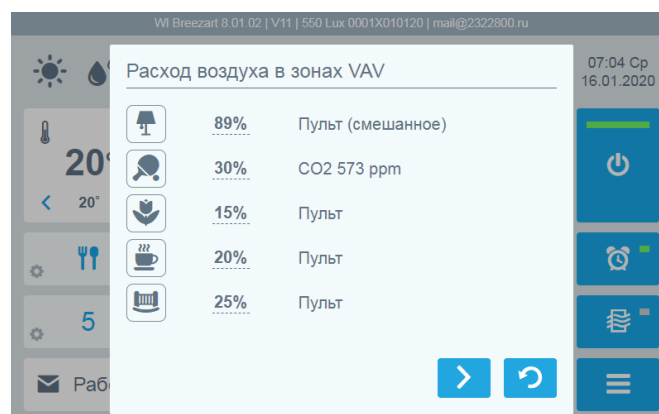 WI Breezart 8.01.02 | V11 | 550 Lux 0001X010120 | mail@2322800.ru
Расход воздуха в зонах VAV
07:04 Ср
16.01.2020
89% Пульт (смешанное)
20°
30% CO2 573 ppm
20°
15% Пульт
20% Пульт
5
25% Пульт
Раб